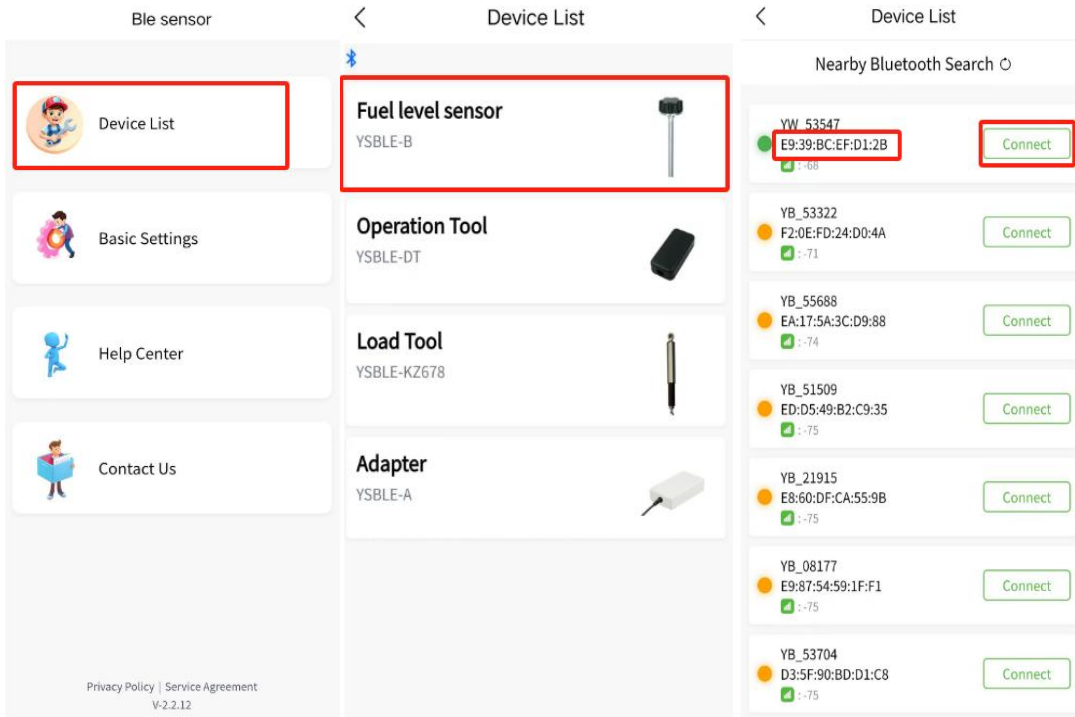 Ble sensor
Device List
Basic Settings
Help Center
Contact Us
Privacy Policy | Service Agreement
V-2.2.12
Device List
Fuel level sensor
YSBLE-B
Operation Tool
YSBLE-DT
Load Tool
YSBLE-KZ678
Adapter
YSBLE-A
Device List
Nearby Bluetooth Search
YW_53547
E9:39:BC:EF:D1:2B
: -68
Connect
YB_53322
F2:0E:FD:24:D0:4A
: -71
Connect
YB_55688
EA:17:5A:3C:D9:88
: -74
Connect
YB_51509
ED:D5:49:B2:C9:35
: -75
Connect
YB_21915
E8:60:DF:CA:55:9B
: -75
Connect
YB_08177
E9:87:54:59:1F:F1
: -75
Connect
YB_53704
D3:5F:90:BD:D1:C8
: -75
Connect